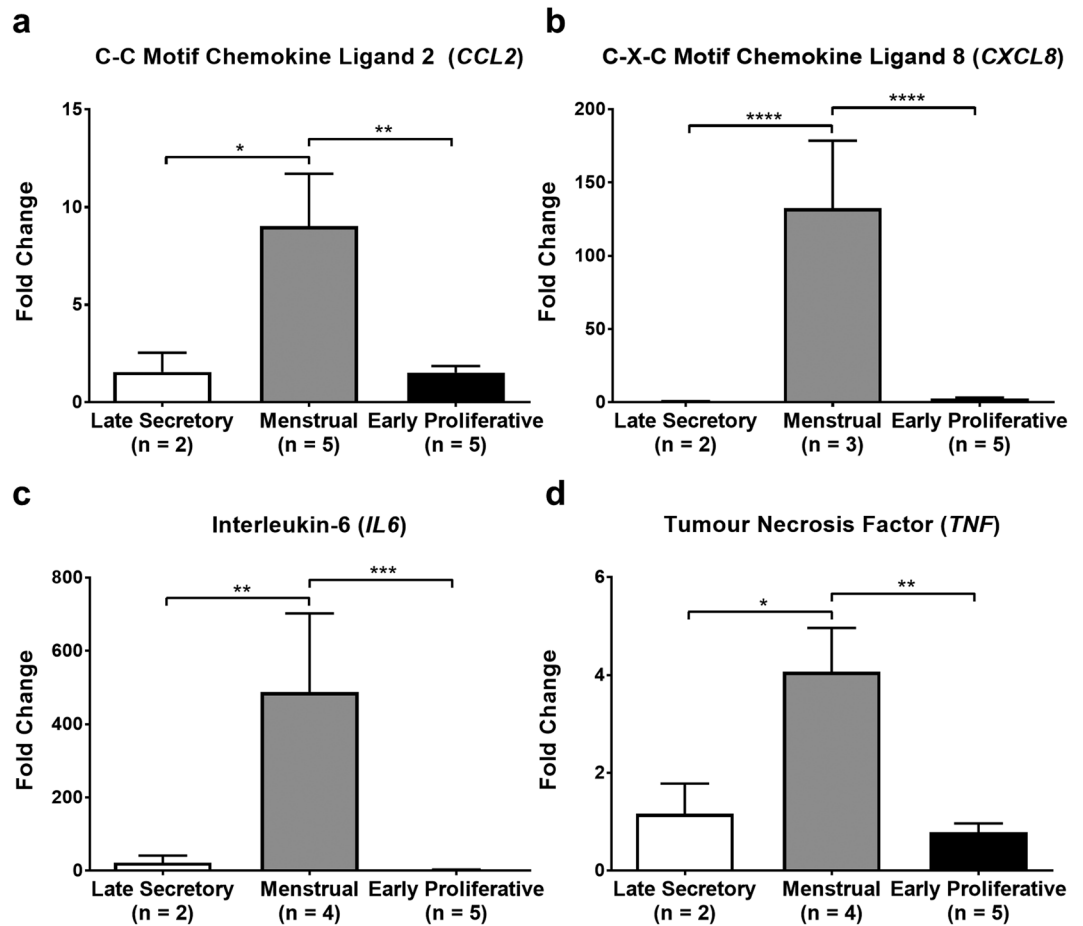 a
C-C Motif Chemokine Ligand 2 (CCL2)
15
10
5
0
Fold Change
*
**
Late Secretory
(n = 2)
Menstrual
(n = 5)
Early Proliferative
(n = 5)
b
C-X-C Motif Chemokine Ligand 8 (CXCL8)
200
150
100
50
0
Fold Change
****
****
Late Secretory
(n = 2)
Menstrual
(n = 3)
Early Proliferative
(n = 5)
c
Interleukin-6 (IL6)
800
600
400
200
0
Fold Change
**
***
Late Secretory
(n = 2)
Menstrual
(n = 4)
Early Proliferative
(n = 5)
d
Tumour Necrosis Factor (TNF)
6
4
2
0
Fold Change
*
**
Late Secretory
(n = 2)
Menstrual
(n = 4)
Early Proliferative
(n = 5)